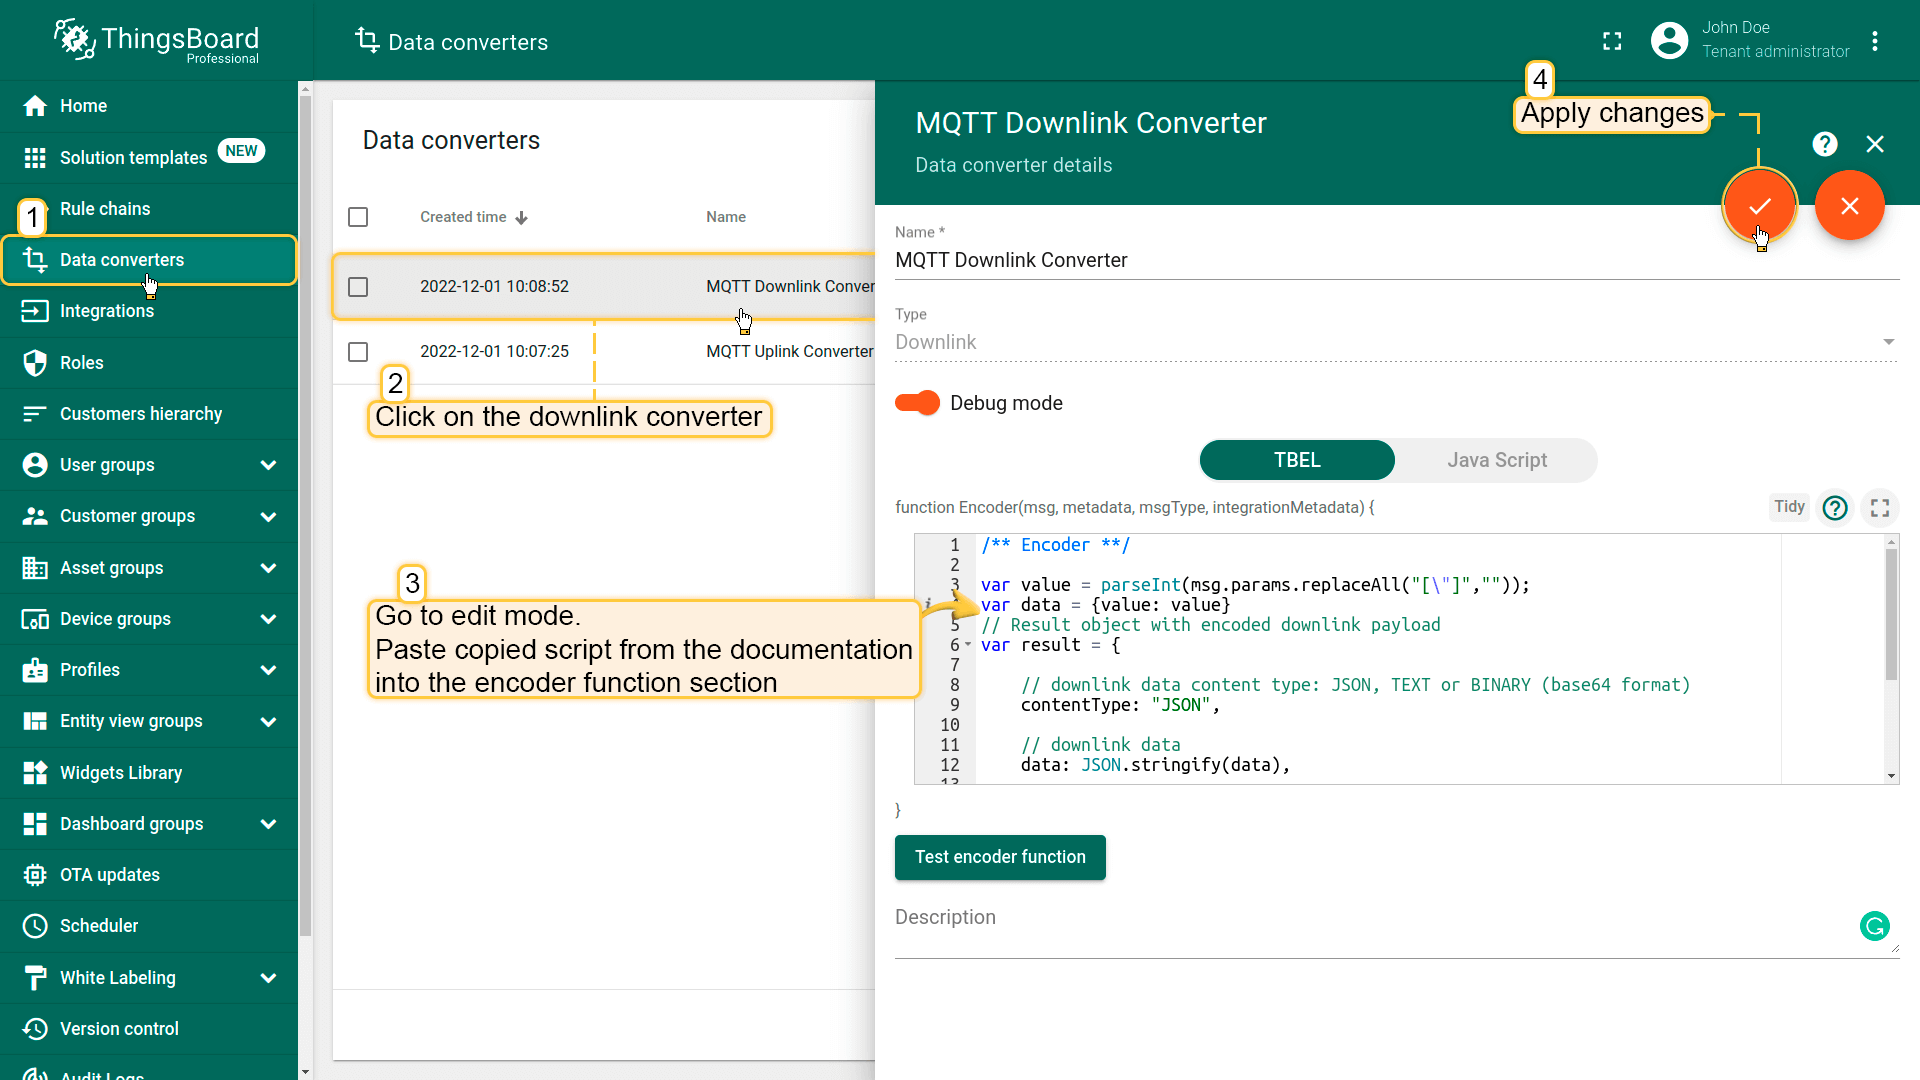 ThingsBoard
Professional
Data converters
John Doe
Tenant administrator
Home
Solution templates NEW
Rule chains
1
Data converters
Integrations
Roles
Customers hierarchy
User groups
Customer groups
Asset groups
Device groups
Profiles
Entity view groups
Widgets Library
Dashboard groups
OTA updates
Scheduler
White Labeling
Version control
Audit Logs
Data converters
Created time
Name
2022-12-01 10:08:52
MQTT Downlink Conver
2022-12-01 10:07:25
MQTT Uplink Converter
2
Click on the downlink converter
3
Go to edit mode.
Paste copied script from the documentation
into the encoder function section
4
Apply changes
MQTT Downlink Converter
Data converter details
Name *
MQTT Downlink Converter
Type
Downlink
Debug mode
TBEL
Java Script
function Encoder(msg, metadata, msgType, integrationMetadata) {
Tidy
1 /** Encoder **/
2
3 var value = parseInt(msg.params.replaceAll("[\"]",""));
var data = {value: value}
5 // Result object with encoded downlink payload
6 var result = {
7
8 // downlink data content type: JSON, TEXT or BINARY (base64 format)
9 contentType: "JSON",
10
11 // downlink data
12 data: JSON.stringify(data),
13
}
Test encoder function
Description